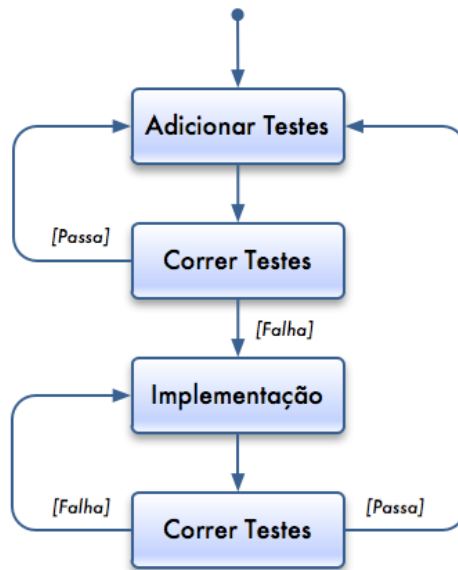 Adicionar Testes
[Passa]
Correr Testes
[Falha]
Implementação
[Falha]
Correr Testes
[Passa]